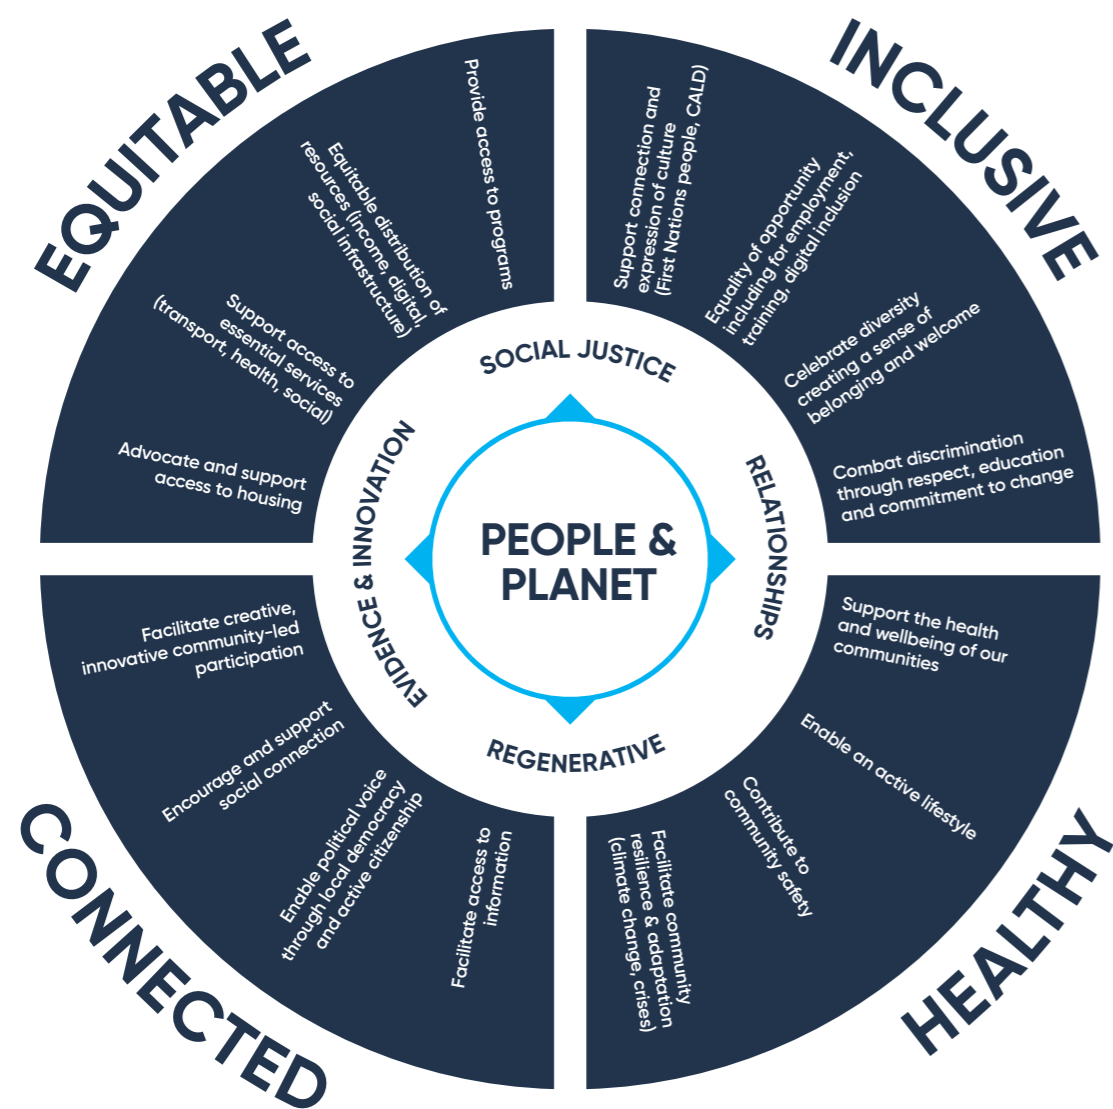 EQUITABLE
Provide access to programs
Equitable distribution of
resources (income, digital,
social infrastructure)
Support access to
essential services
(transport, health, social)
Advocate and support
access to housing
INCLUSIVE
Support connection and
expression of culture
(First Nations people, CALD)
Equality of opportunity
including for employment,
training, digital inclusion
Celebrate diversity
creating a sense of
belonging and welcome
Combat discrimination
through respect, education
and commitment to change
SOCIAL JUSTICE
EVIDENCE & INNOVATION
PEOPLE &
PLANET
RELATIONSHIPS
REGENERATIVE
Facilitate creative,
innovative community-led
participation
Encourage and support
social connection
Enable political voice
through local democracy
and active citizenship
Facilitate access to
information
CONNECTED
Support the health
and wellbeing of our
communities
Enable an active lifestyle
Contribute to
community safety
Facilitate community
resilience & adaptation
(climate change, crises)
HEALTHY